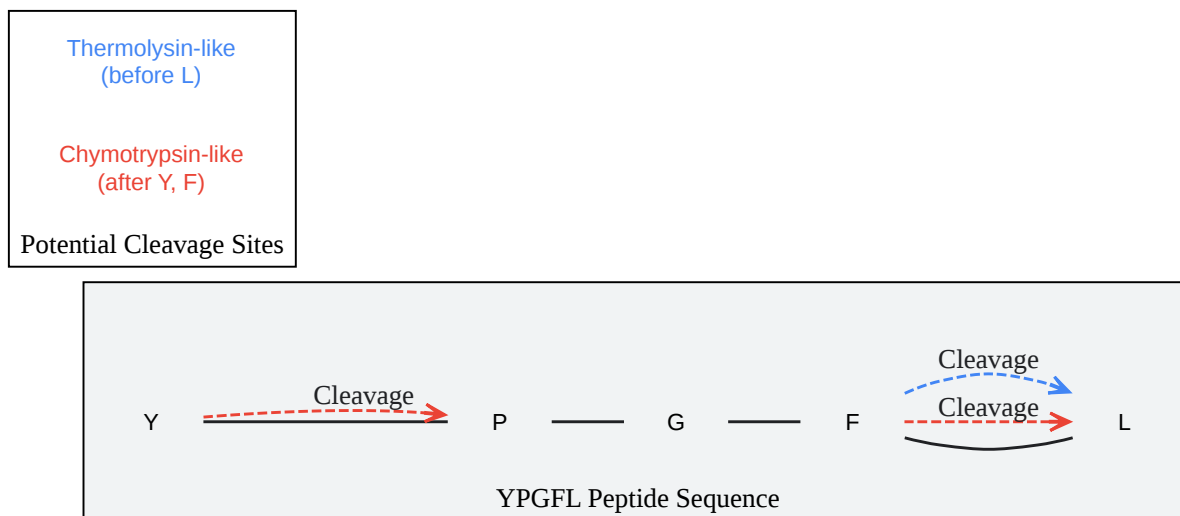 Thermolysin-like
(before L)
Chymotrypsin-like
(after Y, F)
Potential Cleavage Sites
Cleavage
Cleavage
Cleavage
Y P G F L
YPGFL Peptide Sequence